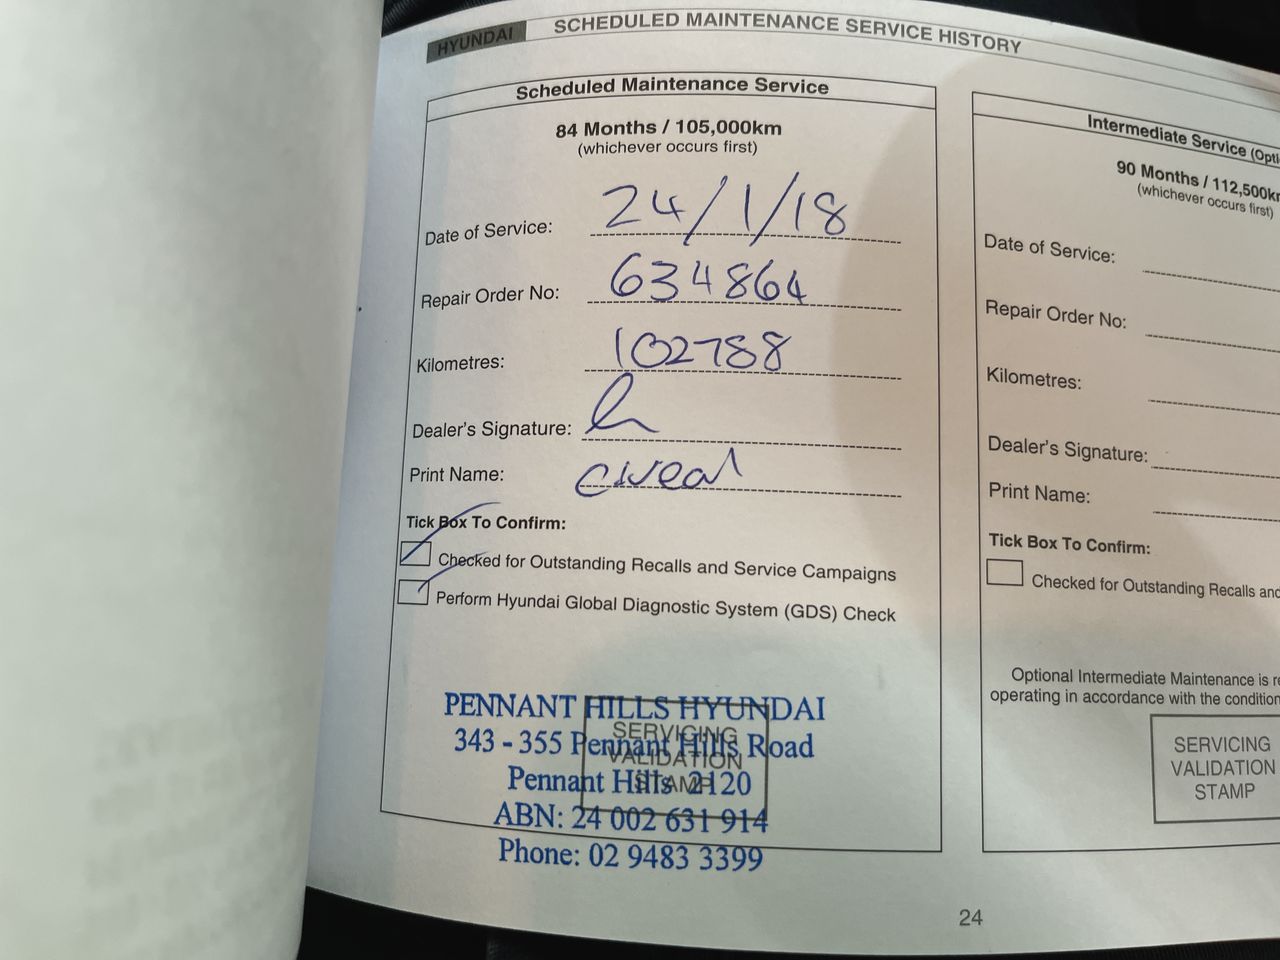 HYUNDAI
SCHEDULED MAINTENANCE SERVICE HISTORY
Scheduled Maintenance Service
84 Months / 105,000km
(whichever occurs first)
Date of Service: 24/1/18
Repair Order No: 634864
Kilometres: 102788
Dealer's Signature:
Print Name:
Tick Box To Confirm:
Checked for Outstanding Recalls and Service Campaigns
Perform Hyundai Global Diagnostic System (GDS) Check
SERVICING
VALIDATION
STAMP
PENNANT HILLS HYUNDAI
343 - 355 Pennant Hills Road
Pennant Hills 2120
ABN: 24 002 631 914
Phone: 02 9483 3399
Intermediate Service (Opti
90 Months / 112,500k
(whichever occurs first)
Date of Service:
Repair Order No:
Kilometres:
Dealer's Signature:
Print Name:
Tick Box To Confirm:
Checked for Outstanding Recalls and
Optional Intermediate Maintenance is re
operating in accordance with the condition
SERVICING
VALIDATION
STAMP
24